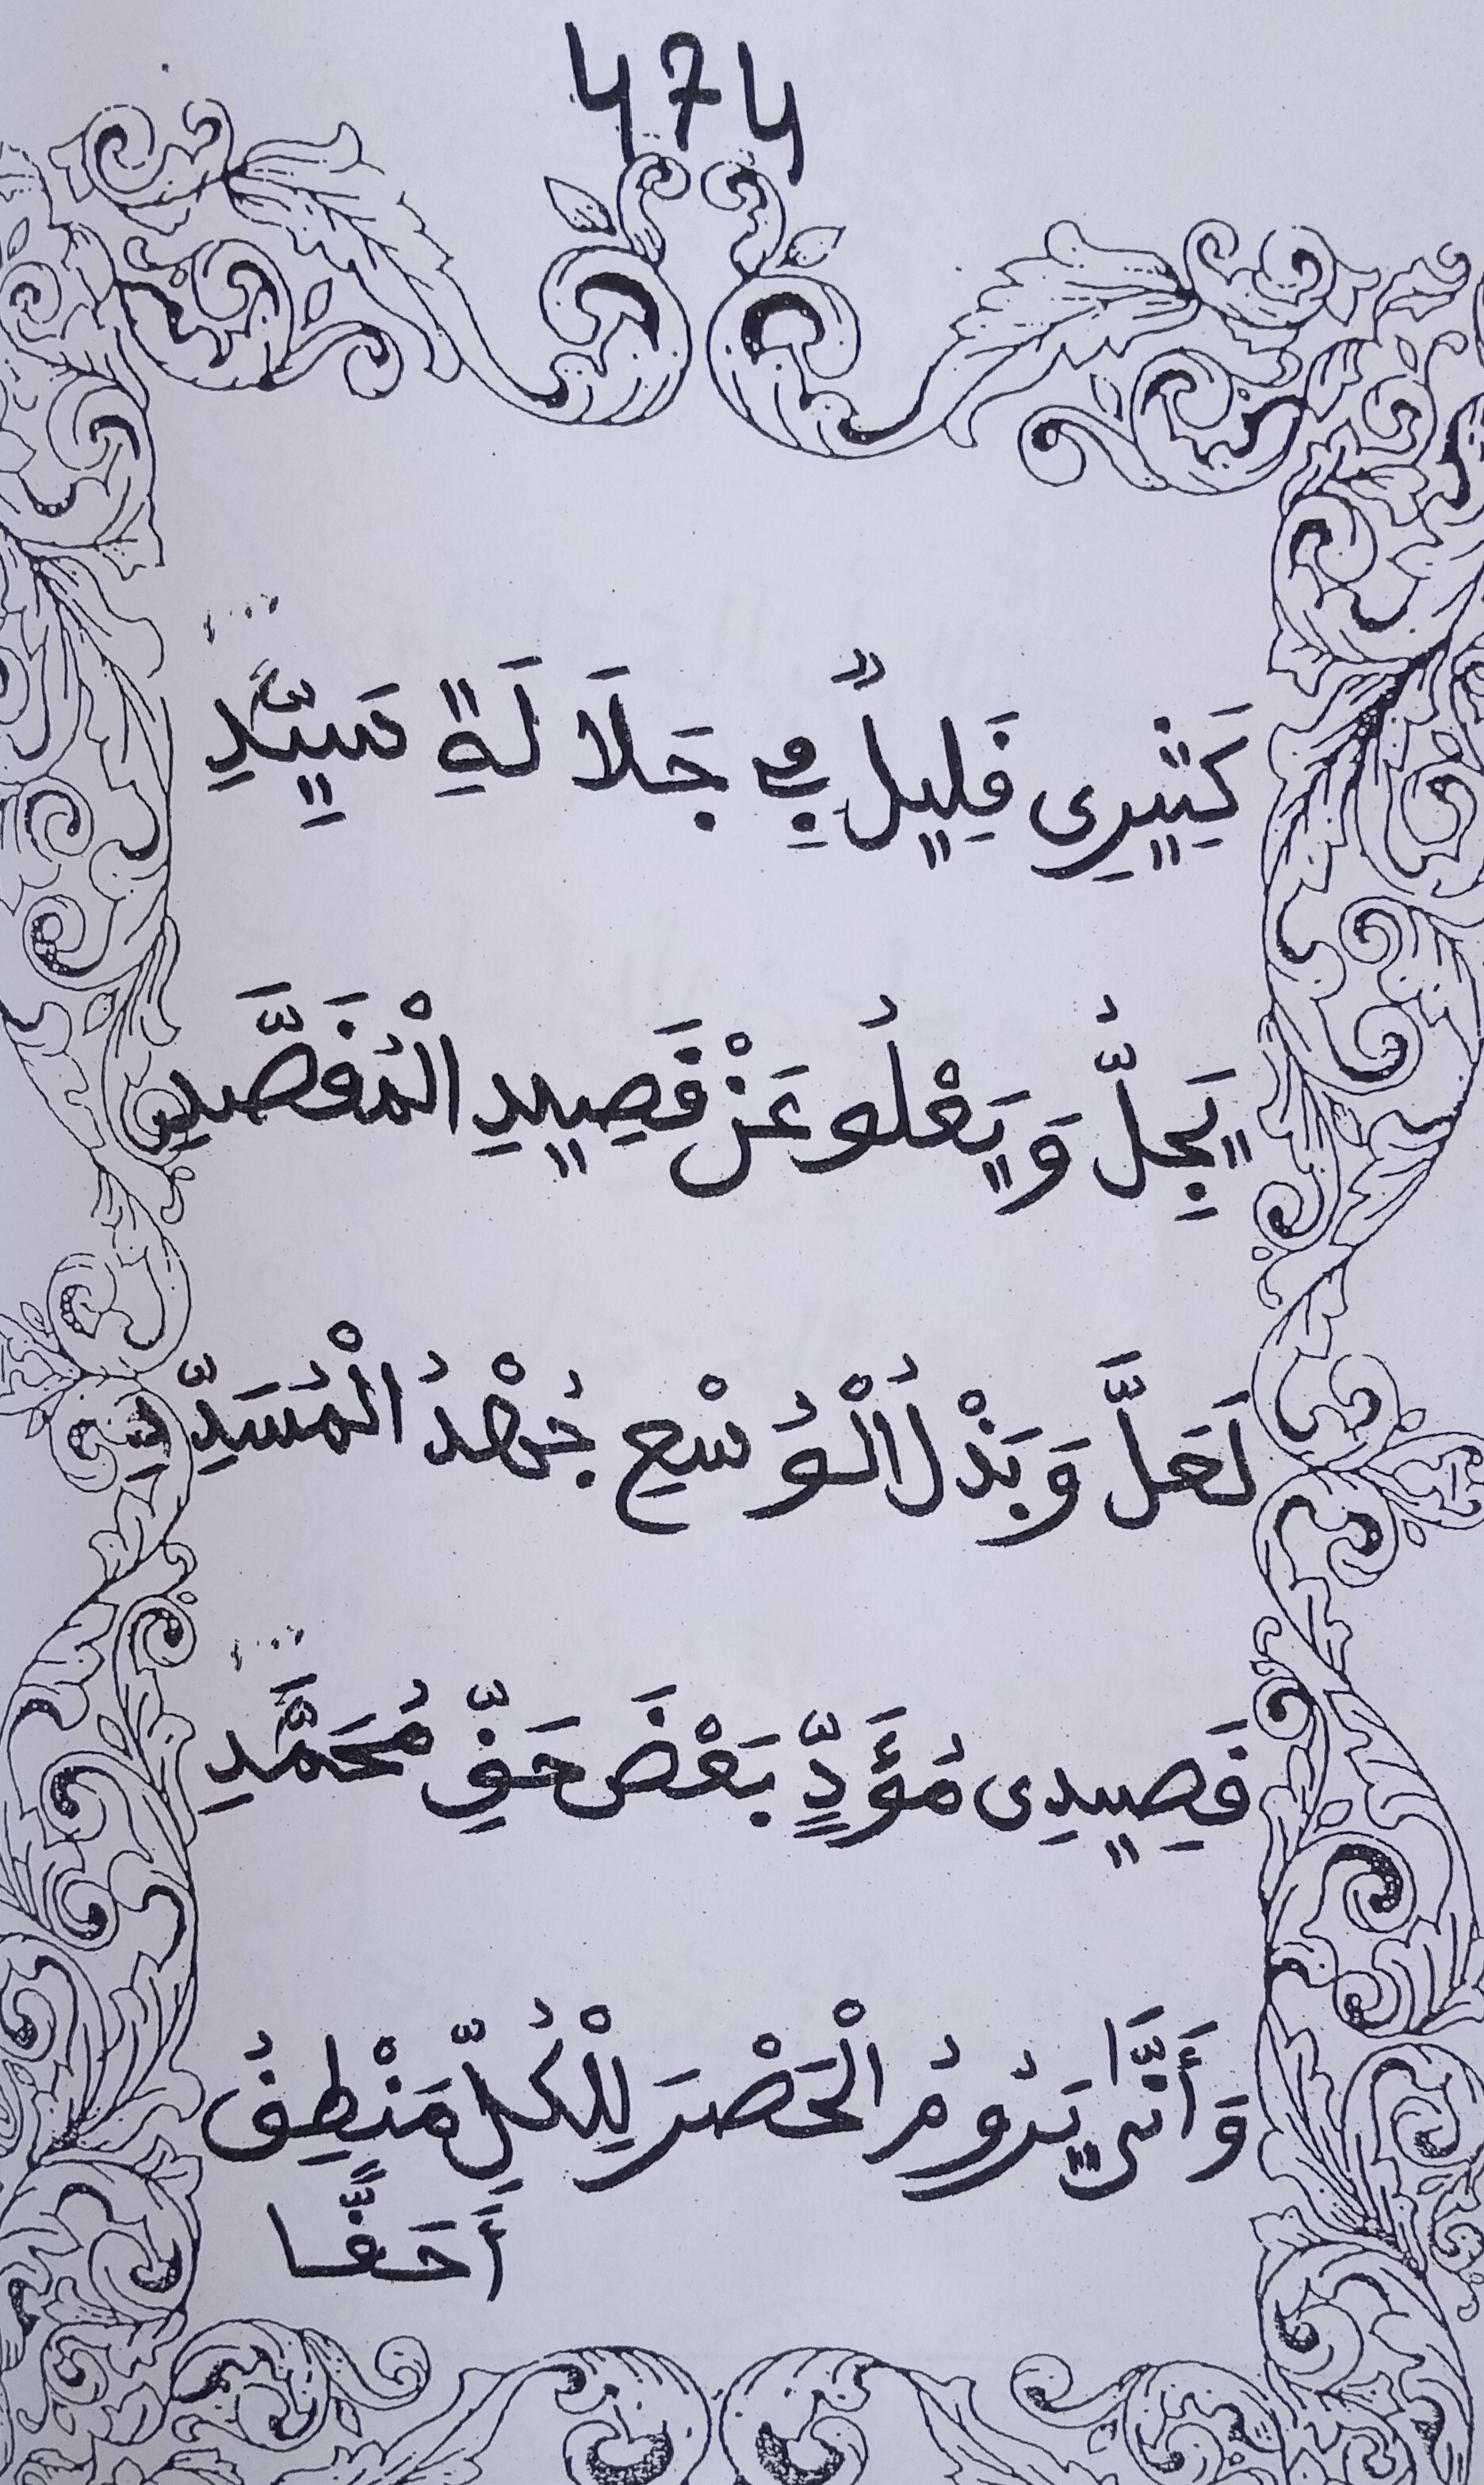 474
كَثِيرِى قَلِيلٌ فِي جَلَالَةٍ سَيِّدِ
يَجِلُّ وَيَعْلُو عَنْ قَصِيدِ الْمُقَصَّدِ
لَعَلَّ وَبَذْلُ الْوُسْعِ جُهْدُ الْمُسَدِّدِ
قَصِيدِى مُؤَدٍّ بَعْضَ حَقِّ مُحَمَّدِ
وَأَنَّى يَرُومُ الْحَصْرَ لِلْكُلِّ مَنْطِقُ
أَحَقًّا